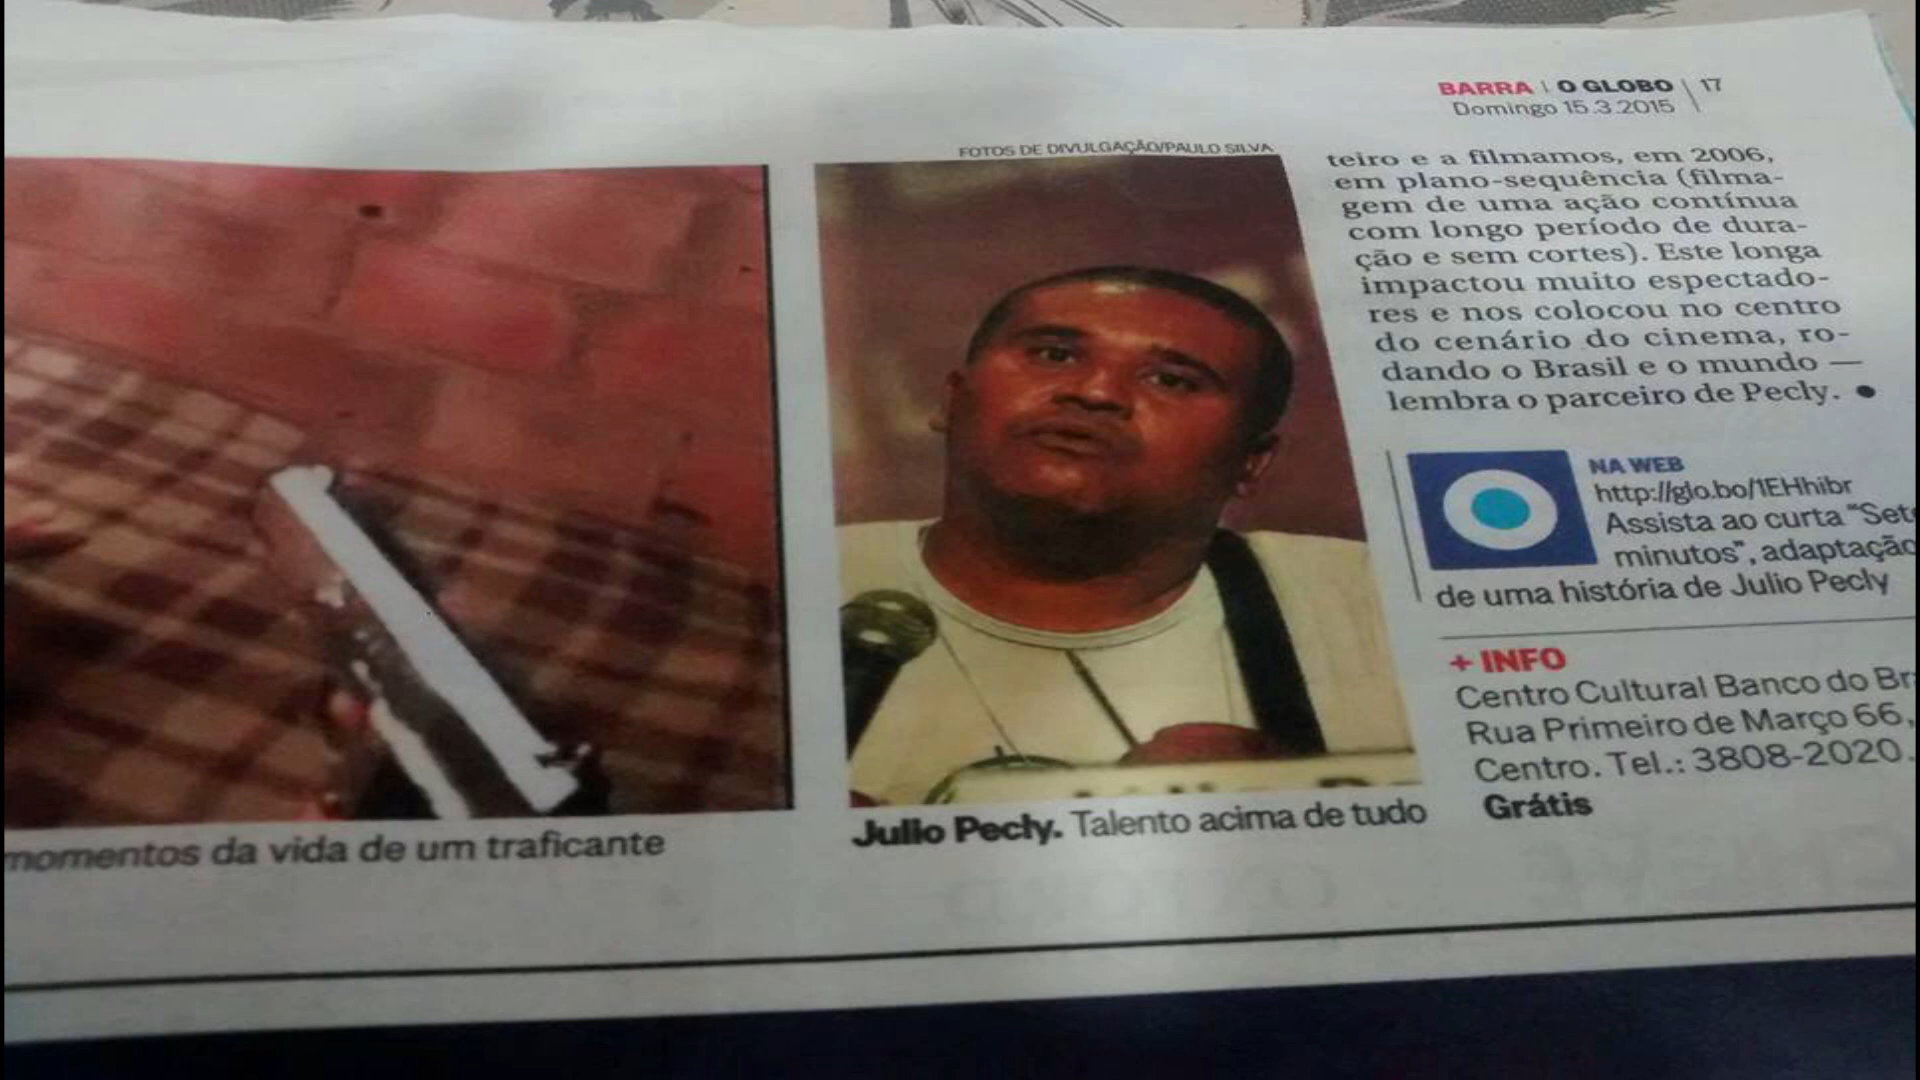 BARRA | O GLOBO | 17
Domingo 15.3.2015
FOTOS DE DIVULGAÇÃO/PAULO SILVA
momentos da vida de um traficante
Julio Pecly. Talento acima de tudo
teiro e a filmamos, em 2006,
em plano-sequência (filma-
gem de uma ação contínua
com longo período de dura-
ção e sem cortes). Este longa
impactou muito espectado-
res e nos colocou no centro
do cenário do cinema, ro-
dando o Brasil e o mundo —
lembra o parceiro de Pecly. ●
NA WEB
http://glo.bo/1EHhibr
Assista ao curta "Set
minutos", adaptação
de uma história de Julio Pecly
+ INFO
Centro Cultural Banco do Br
Rua Primeiro de Março 66,
Centro. Tel.: 3808-2020.
Grátis